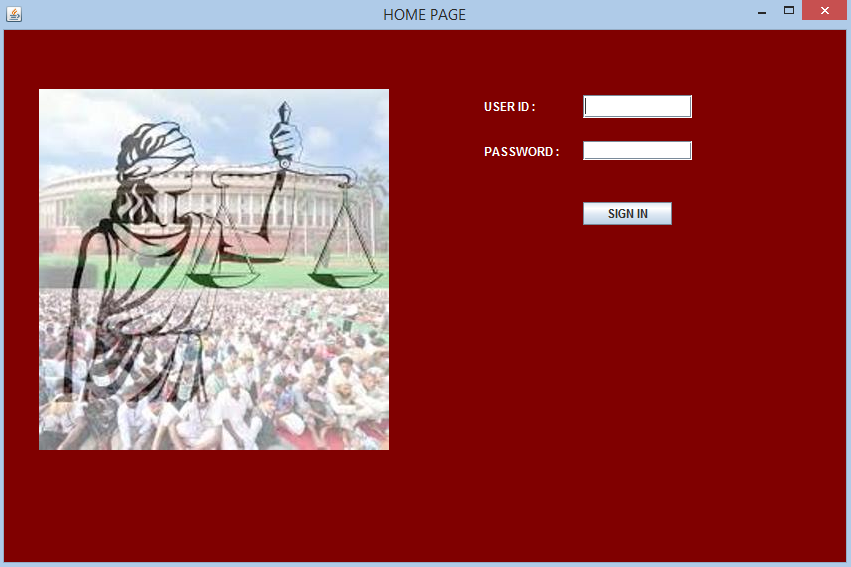 HOME PAGE
USER ID :
PASSWORD :
SIGN IN